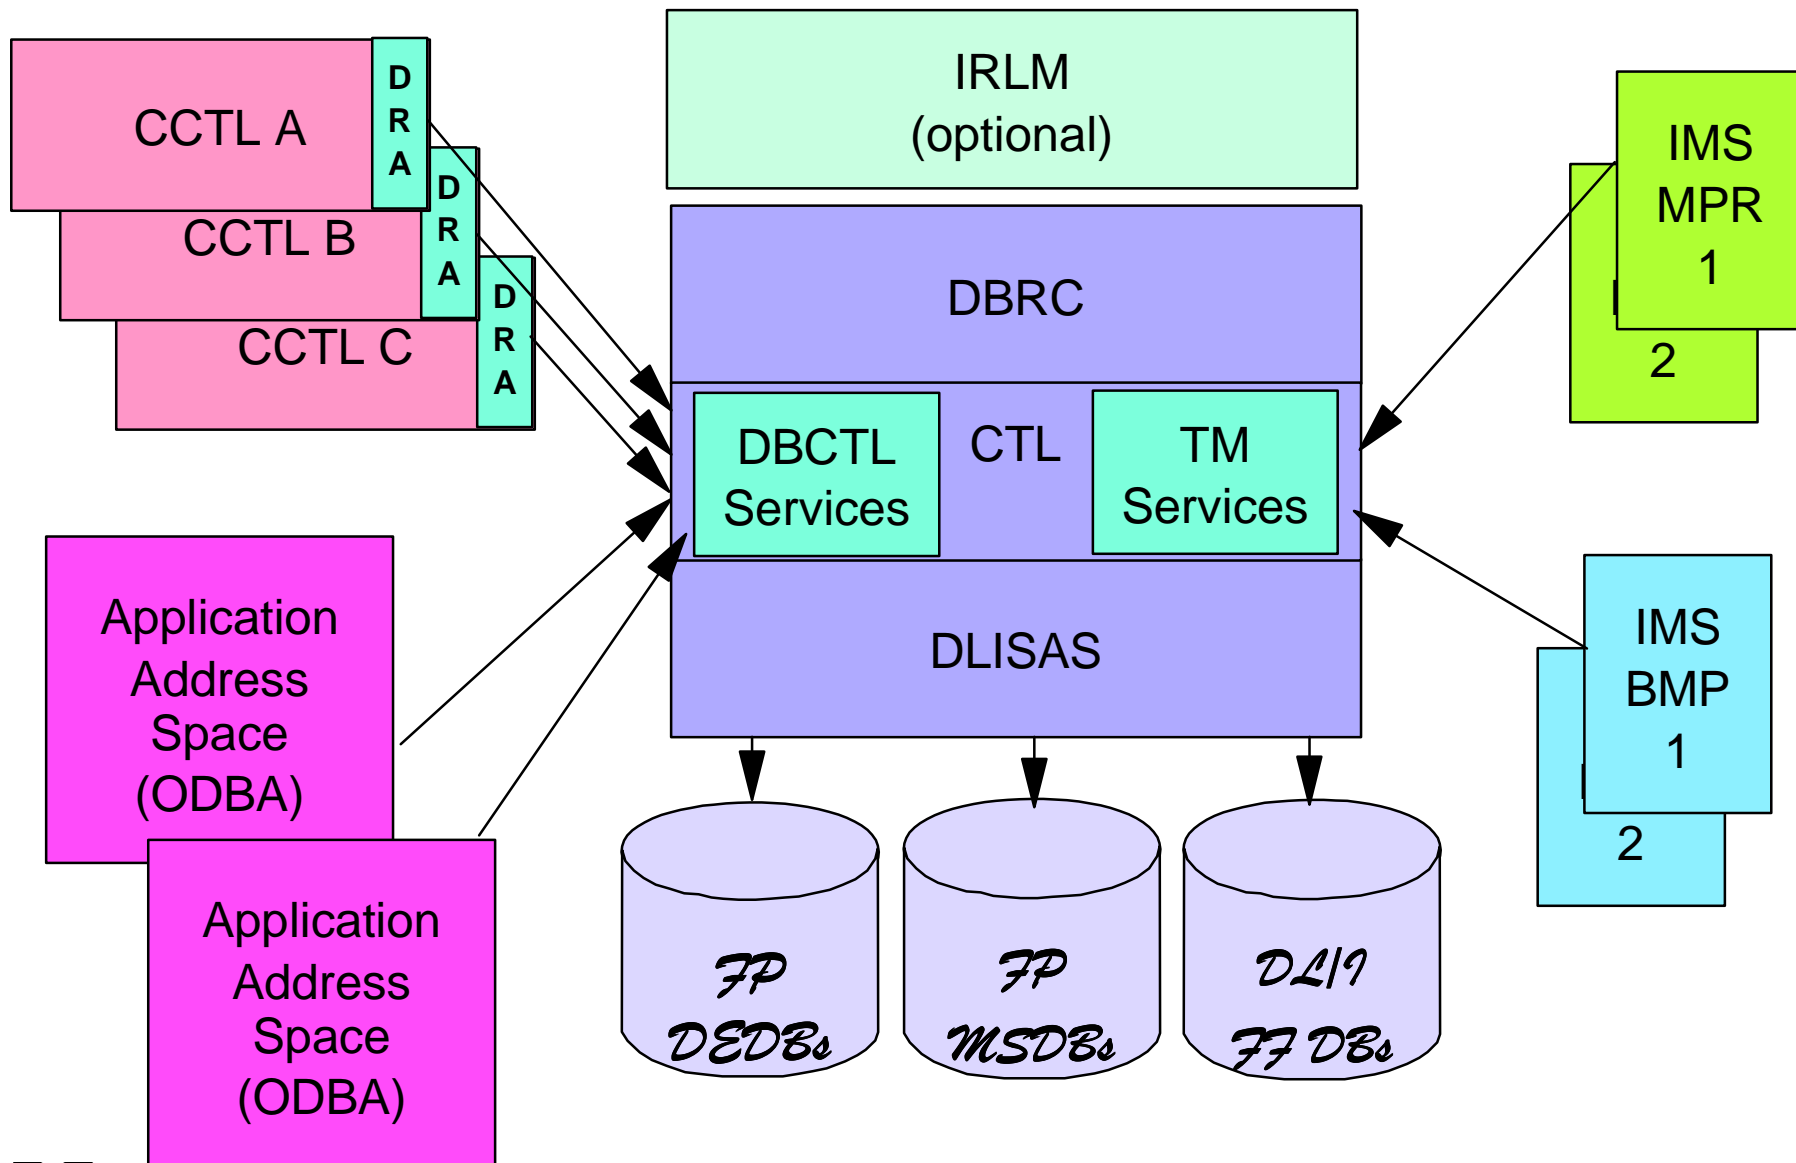 CCTL A
D
R
A
CCTL B
D
R
A
CCTL C
D
R
A
IRLM
(optional)
DBRC
DBCTL
Services
CTL
TM
Services
DLISAS
IMS
MPR
1
2
IMS
BMP
1
2
Application
Address
Space
(ODBA)
Application
Address
Space
(ODBA)
FP
DEDBs
FP
MSDBs
DL/I
FF DBs